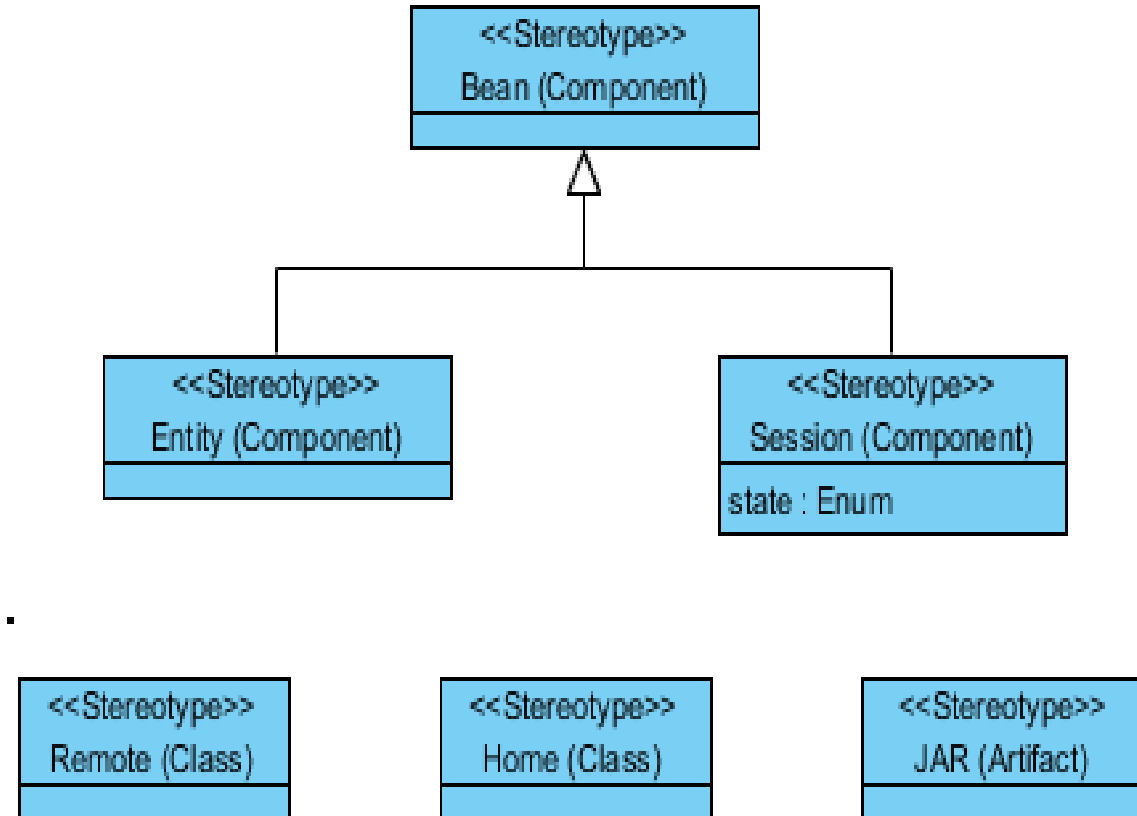 <<Stereotype>>
Bean (Component)
<<Stereotype>>
Entity (Component)
<<Stereotype>>
Session (Component)
state : Enum
<<Stereotype>>
Remote (Class)
<<Stereotype>>
Home (Class)
<<Stereotype>>
JAR (Artifact)